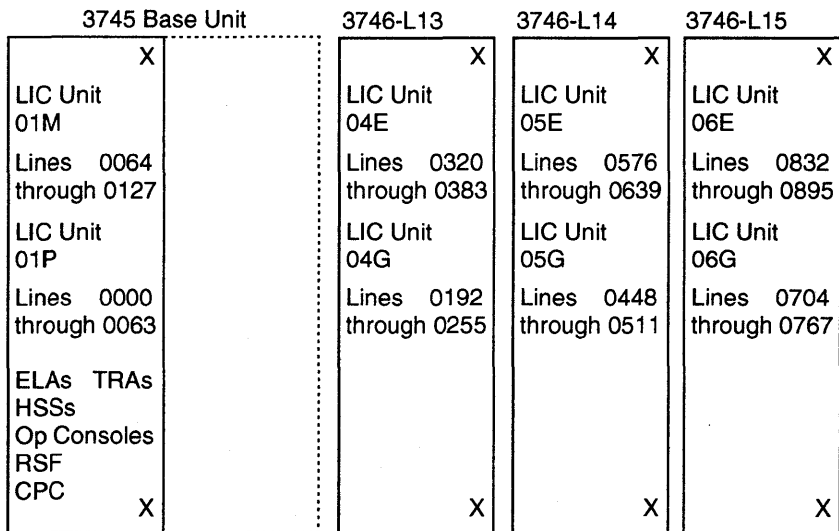 3745 Base Unit
X
LIC Unit
01M
Lines 0064
through 0127
LIC Unit
01P
Lines 0000
through 0063
ELAs TRAs
HSSs
Op Consoles
RSF
CPC
X
3746-L13
X
LIC Unit
04E
Lines 0320
through 0383
LIC Unit
04G
Lines 0192
through 0255
X
3746-L14
X
LIC Unit
05E
Lines 0576
through 0639
LIC Unit
05G
Lines 0448
through 0511
X
3746-L15
X
LIC Unit
06E
Lines 0832
through 0895
LIC Unit
06G
Lines 0704
through 0767
X